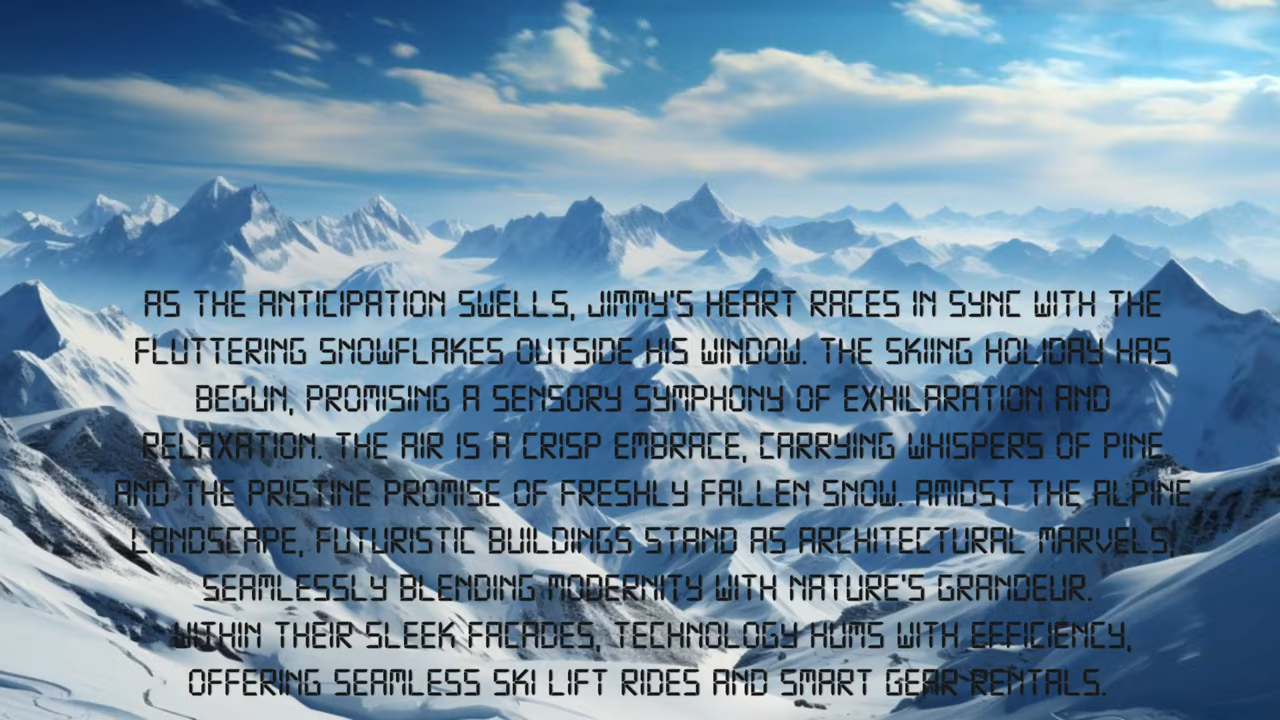 AS THE ANTICIPATION SWELLS, JIMMY'S HEART RACES IN SYNC WITH THE
FLUTTERING SNOWFLAKES OUTSIDE HIS WINDOW. THE SKIING HOLIDAY HAS
BEGUN, PROMISING A SENSORY SYMPHONY OF EXHILARATION AND
RELAXATION. THE AIR IS A CRISP EMBRACE, CARRYING WHISPERS OF PINE
AND THE PRISTINE PROMISE OF FRESHLY FALLEN SNOW. AMIDST THE ALPINE
LANDSCAPE, FUTURISTIC BUILDINGS STAND AS ARCHITECTURAL MARVELS,
SEAMLESSLY BLENDING MODERNITY WITH NATURE'S GRANDEUR.
WITHIN THEIR SLEEK FACADES, TECHNOLOGY HUMS WITH EFFICIENCY,
OFFERING SEAMLESS SKI LIFT RIDES AND SMART GEAR RENTALS.